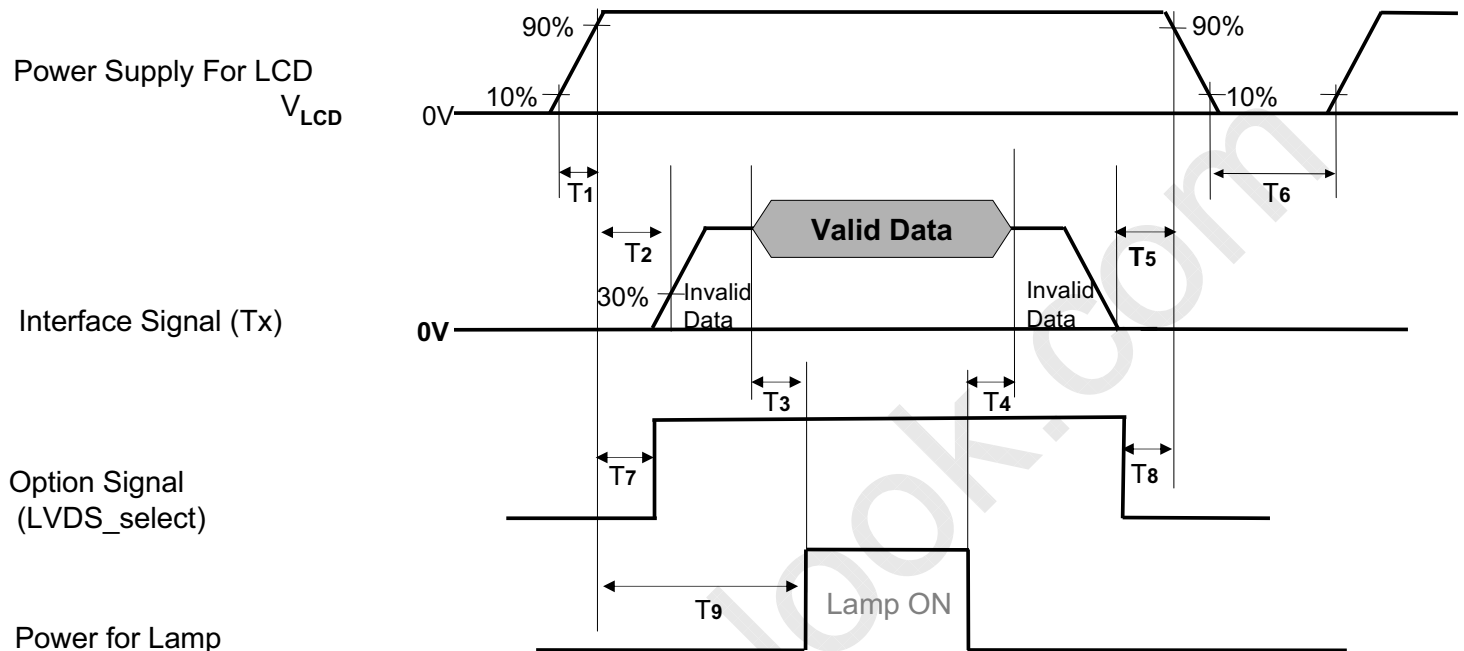 90%
90%
Power Supply For LCD
10%
10%
VLCD
0V
T1
T6
Valid Data
T2
T5
30%
Invalid
Data
Invalid
Data
Interface Signal (Tx)
0V
T3
T4
T7
T8
Option Signal
(LVDS_select)
T9
Lamp ON
Power for Lamp
look.com